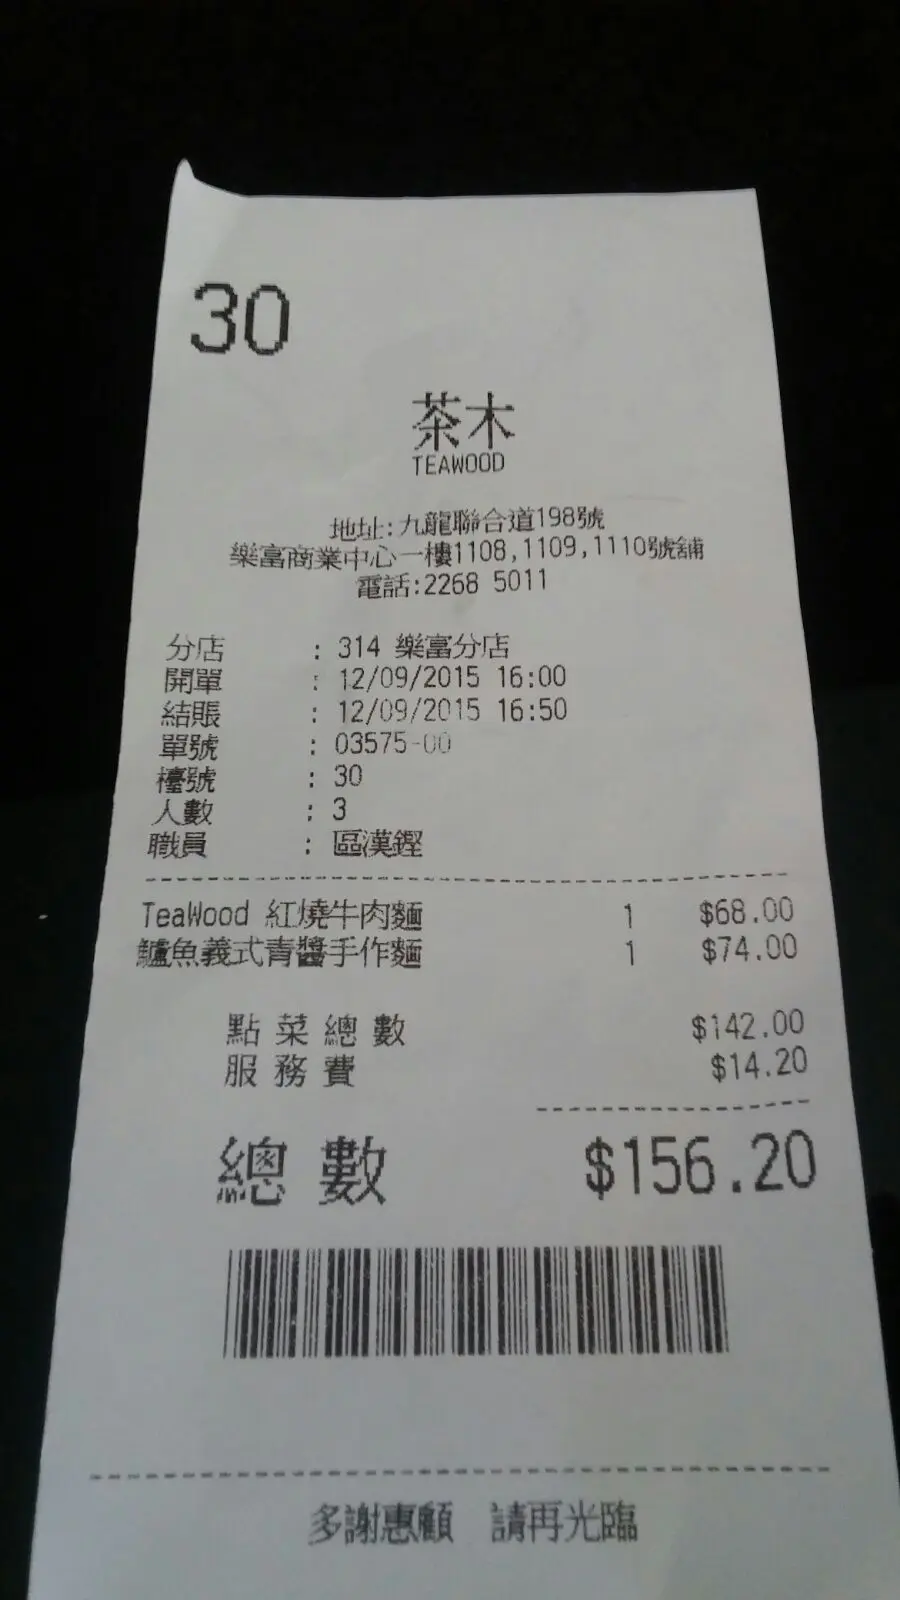 30
茶木
TEAWOOD
地址:九龍聯合道198號
樂富商業中心一樓1108,1109,1110號舖
電話:2268 5011
分店 : 314 樂富分店
開單 : 12/09/2015 16:00
結賬 : 12/09/2015 16:50
單號 : 03575-00
檯號 : 30
人數 : 3
職員 : 區漢鏗
TeaWood 紅燒牛肉麵 1 $68.00
鱸魚義式青醬手作麵 1 $74.00
點菜總數 $142.00
服務費 $14.20
總數 $156.20
多謝惠顧 請再光臨